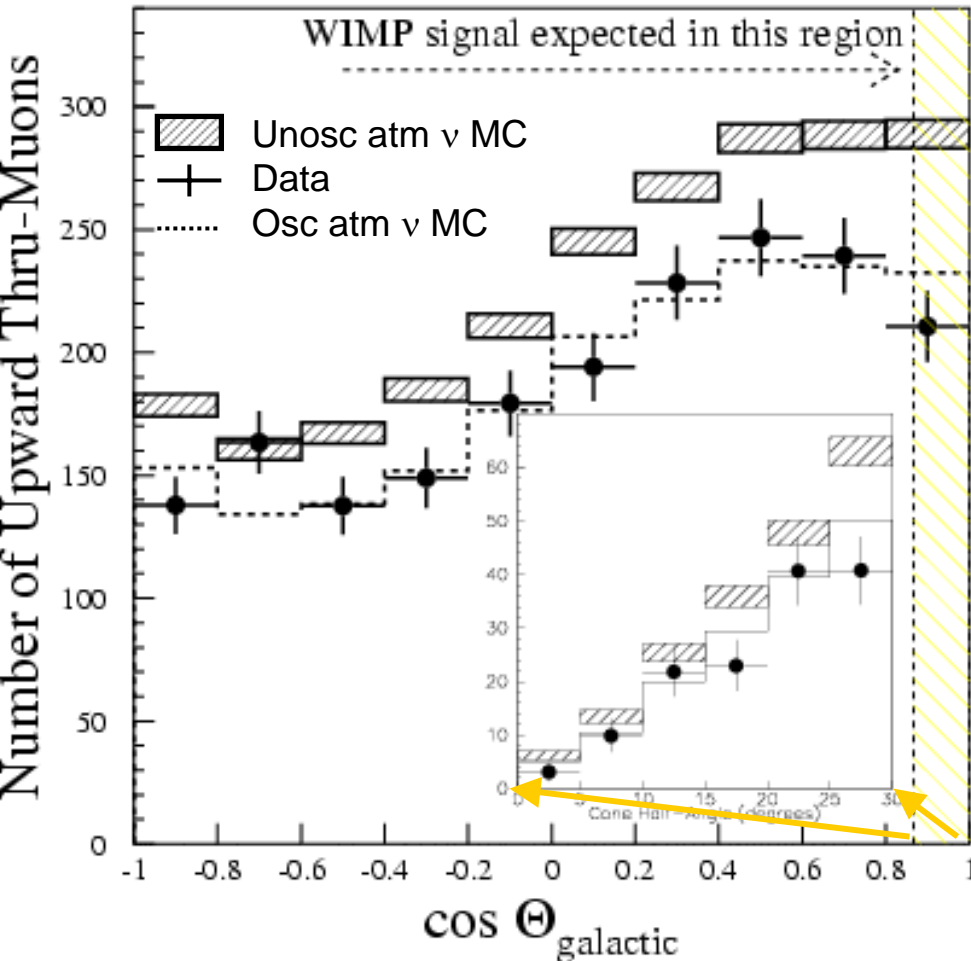 WIMP signal expected in this region
Unosc atm ν MC
Data
Osc atm ν MC
Number of Upward Thru-Muons
300
250
200
150
100
50
0
60
50
40
30
20
10
0
0 5 10 15 20 25 30
Cone Half-Angle (degrees)
-1 -0.8 -0.6 -0.4 -0.2 0 0.2 0.4 0.6 0.8 1
cos Θgalactic